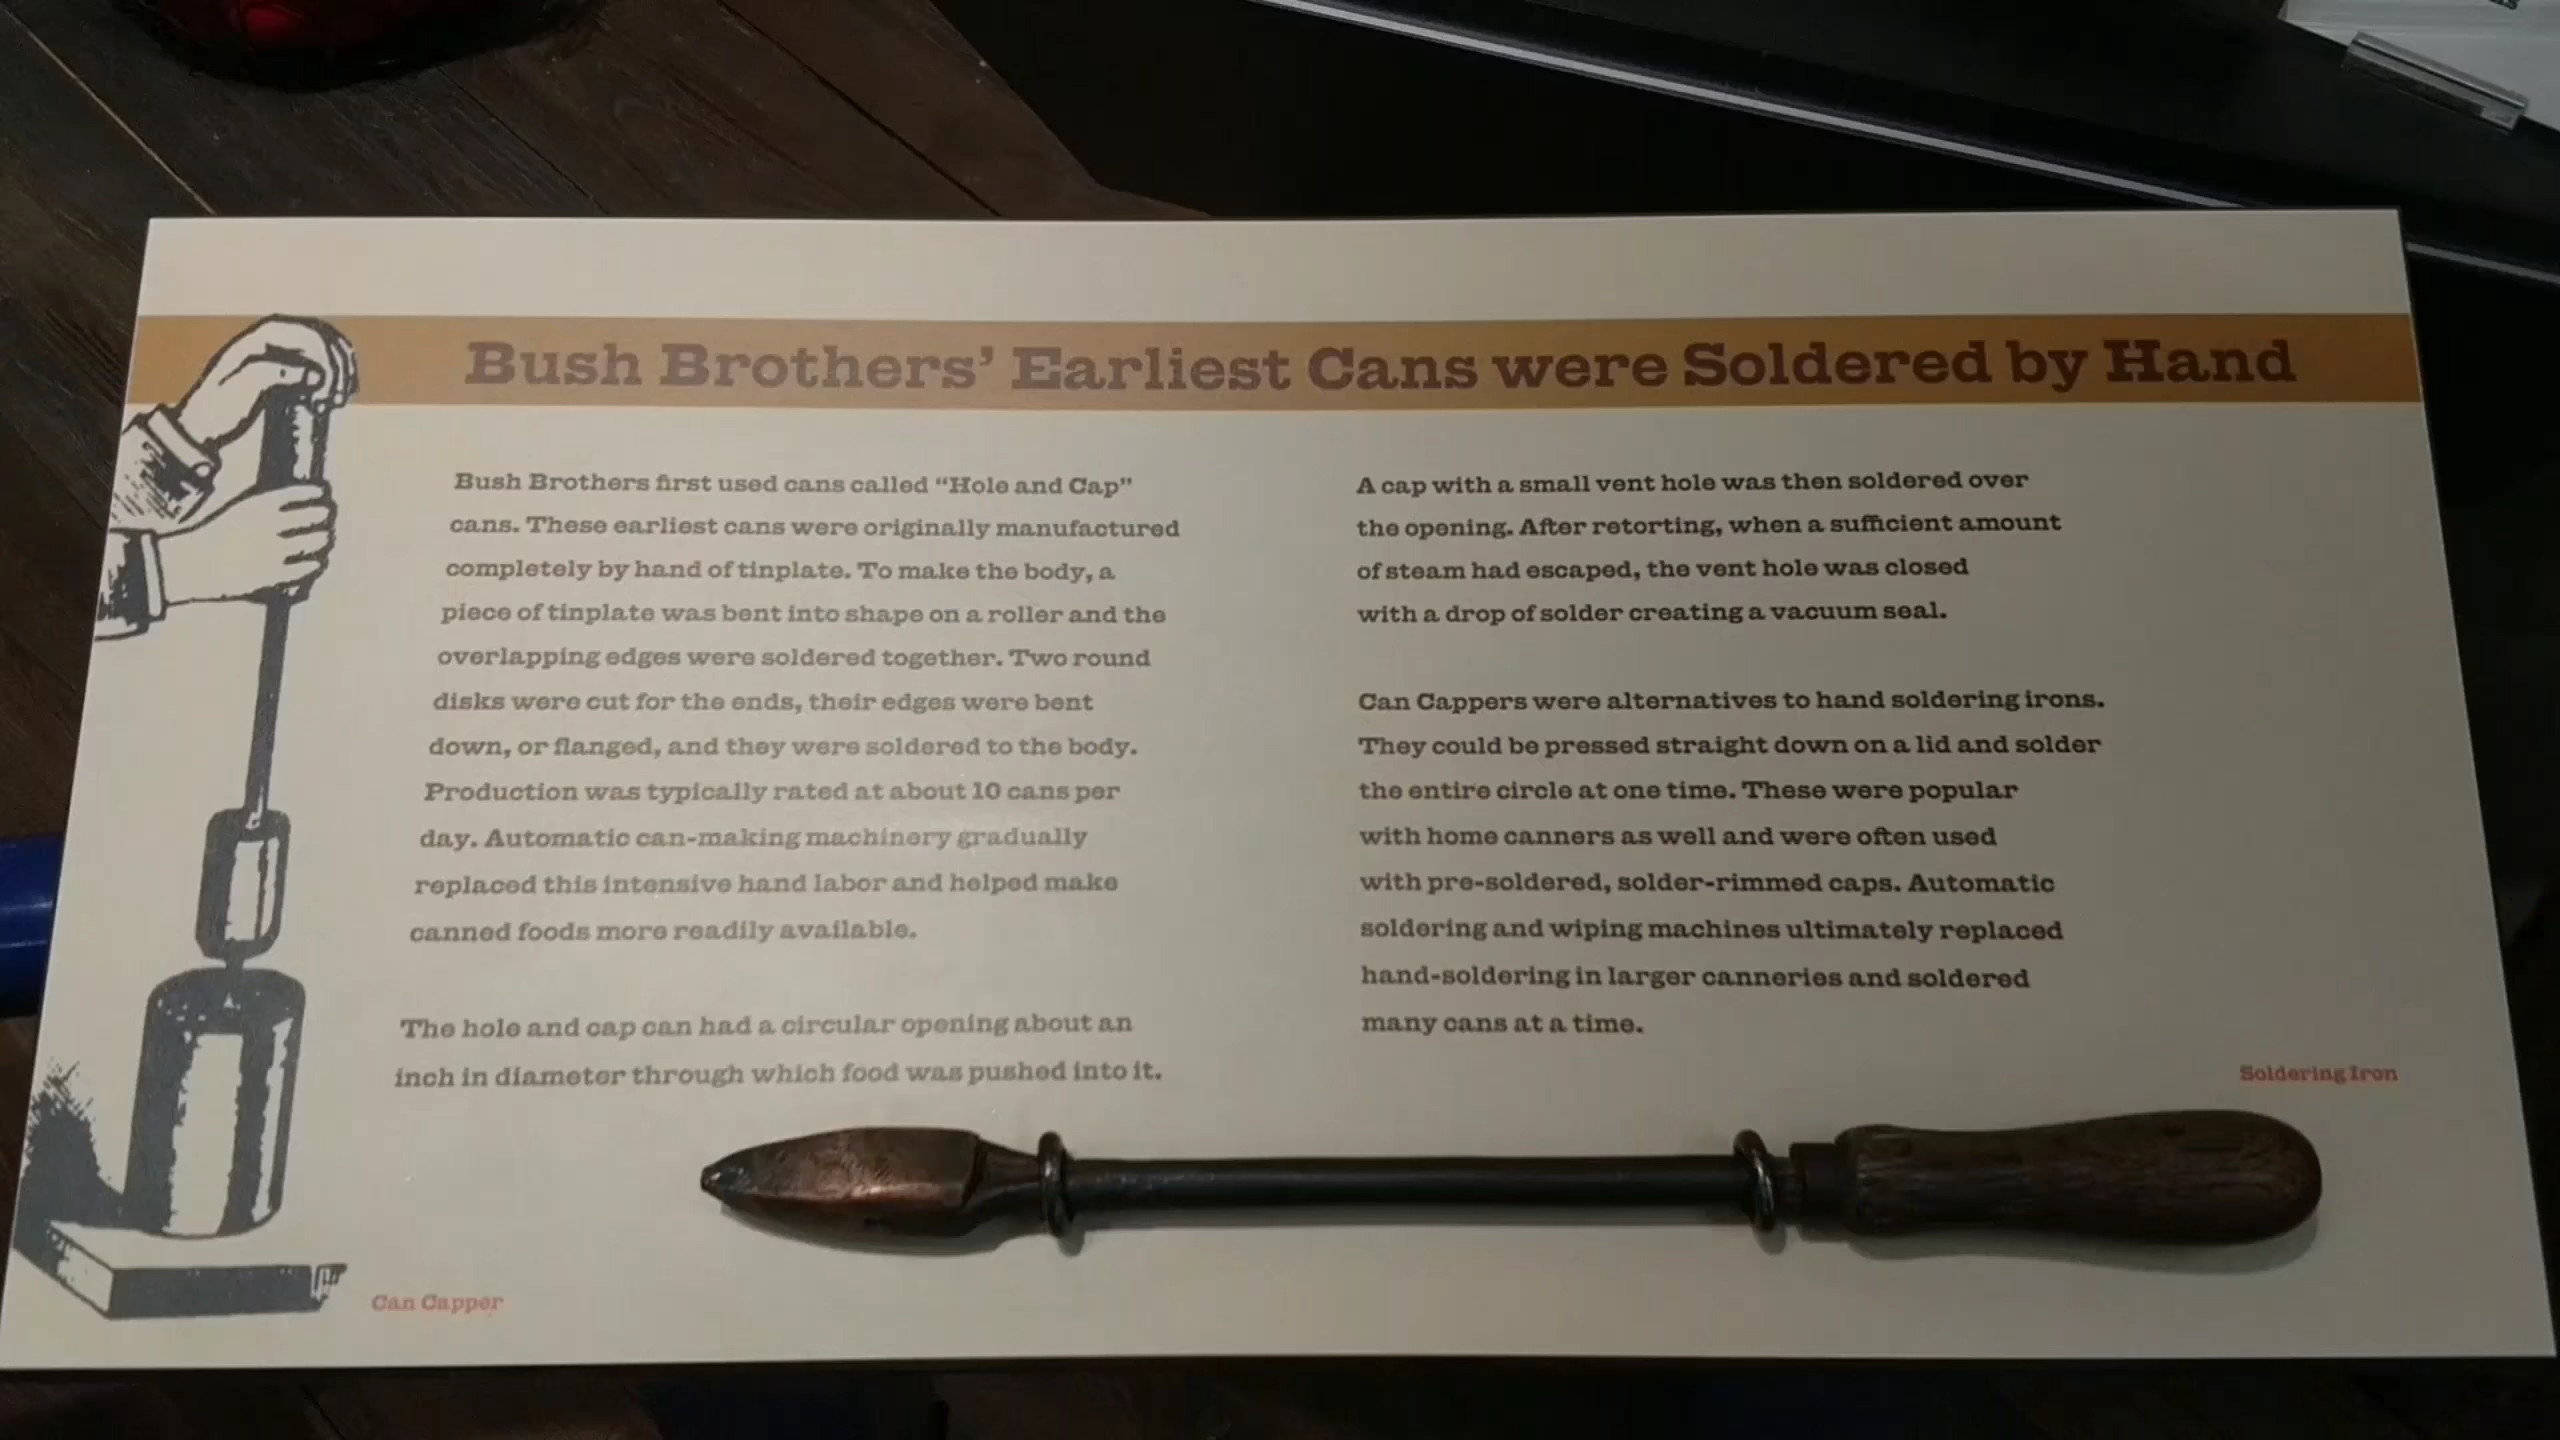 Bush Brothers' Earliest Cans were Soldered by Hand
Bush Brothers first used cans called “Hole and Cap”
cans. These earliest cans were originally manufactured
completely by hand of tinplate. To make the body, a
piece of tinplate was bent into shape on a roller and the
overlapping edges were soldered together. Two round
disks were cut for the ends, their edges were bent
down, or flanged, and they were soldered to the body.
Production was typically rated at about 10 cans per
day. Automatic can-making machinery gradually
replaced this intensive hand labor and helped make
canned foods more readily available.
The hole and cap can had a circular opening about an
inch in diameter through which food was pushed into it.
A cap with a small vent hole was then soldered over
the opening. After retorting, when a sufficient amount
of steam had escaped, the vent hole was closed
with a drop of solder creating a vacuum seal.
Can Cappers were alternatives to hand soldering irons.
They could be pressed straight down on a lid and solder
the entire circle at one time. These were popular
with home canners as well and were often used
with pre-soldered, solder-rimmed caps. Automatic
soldering and wiping machines ultimately replaced
hand-soldering in larger canneries and soldered
many cans at a time.
Soldering Iron
Can Capper